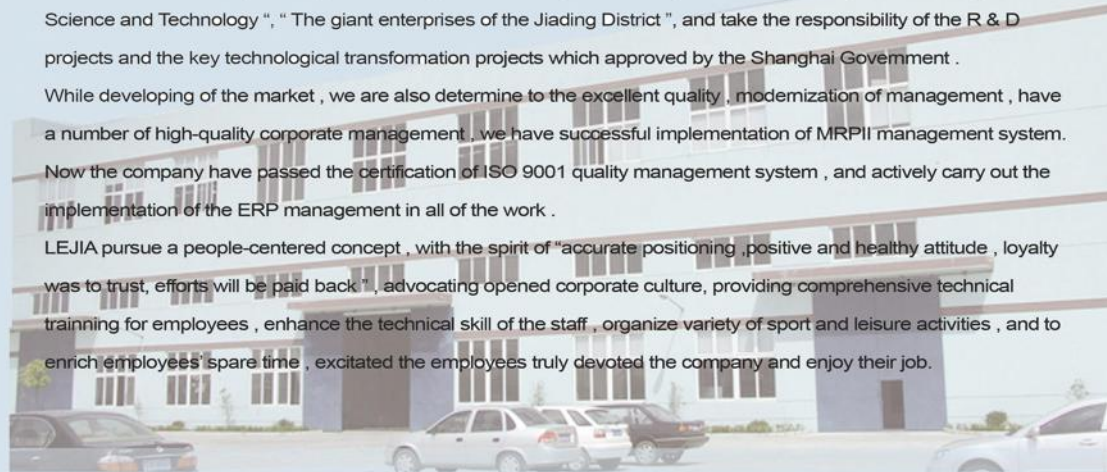 Science and Technology “, “ The giant enterprises of the Jiading District ”, and take the responsibility of the R & D
projects and the key technological transformation projects which approved by the Shanghai Government .
While developing of the market , we are also determine to the excellent quality , modernization of management , have
a number of high-quality corporate management , we have successful implementation of MRPII management system.
Now the company have passed the certification of ISO 9001 quality management system , and actively carry out the
implementation of the ERP management in all of the work .
LEJIA pursue a people-centered concept , with the spirit of “accurate positioning ,positive and healthy attitude , loyalty
was to trust, efforts will be paid back ” , advocating opened corporate culture, providing comprehensive technical
trainning for employees , enhance the technical skill of the staff , organize variety of sport and leisure activities , and to
enrich employees’ spare time , excitated the employees truly devoted the company and enjoy their job.